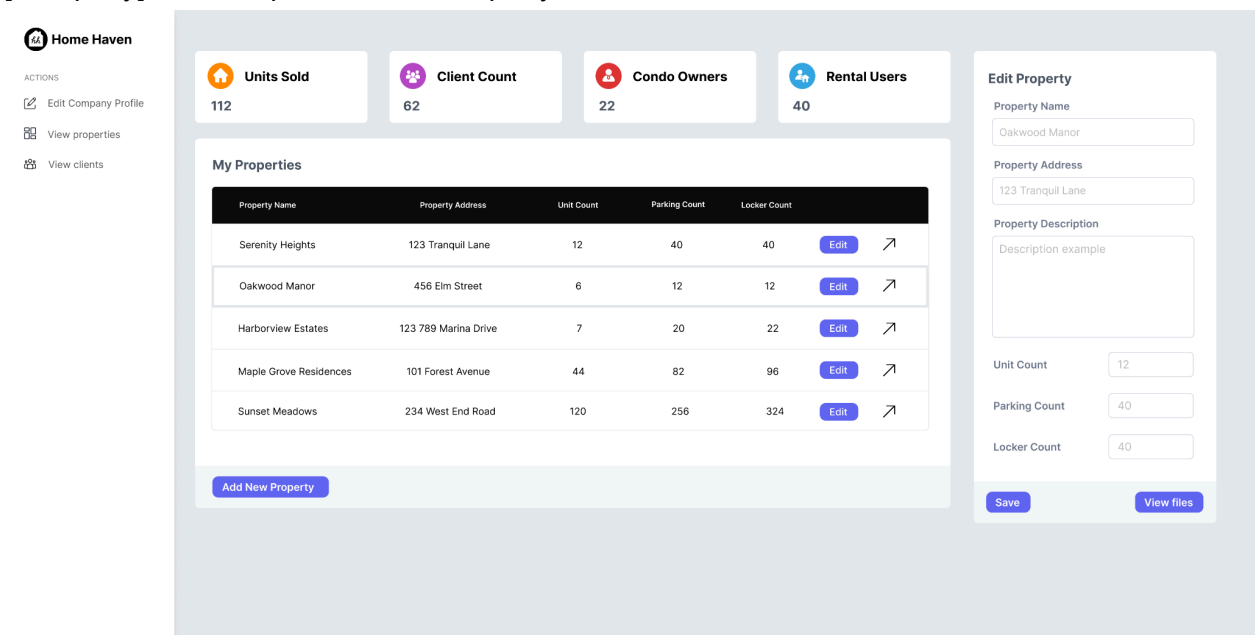 Home Haven
ACTIONS
Edit Company Profile
View properties
View clients
Units Sold
112
Client Count
62
Condo Owners
22
Rental Users
40
My Properties
Property Name Property Address Unit Count Parking Count Locker Count
Serenity Heights 123 Tranquil Lane 12 40 40 Edit
Oakwood Manor 456 Elm Street 6 12 12 Edit
Harborview Estates 123 789 Marina Drive 7 20 22 Edit
Maple Grove Residences 101 Forest Avenue 44 82 96 Edit
Sunset Meadows 234 West End Road 120 256 324 Edit
Add New Property
Edit Property
Property Name
Oakwood Manor
Property Address
123 Tranquil Lane
Property Description
Description example
Unit Count 12
Parking Count 40
Locker Count 40
Save View files